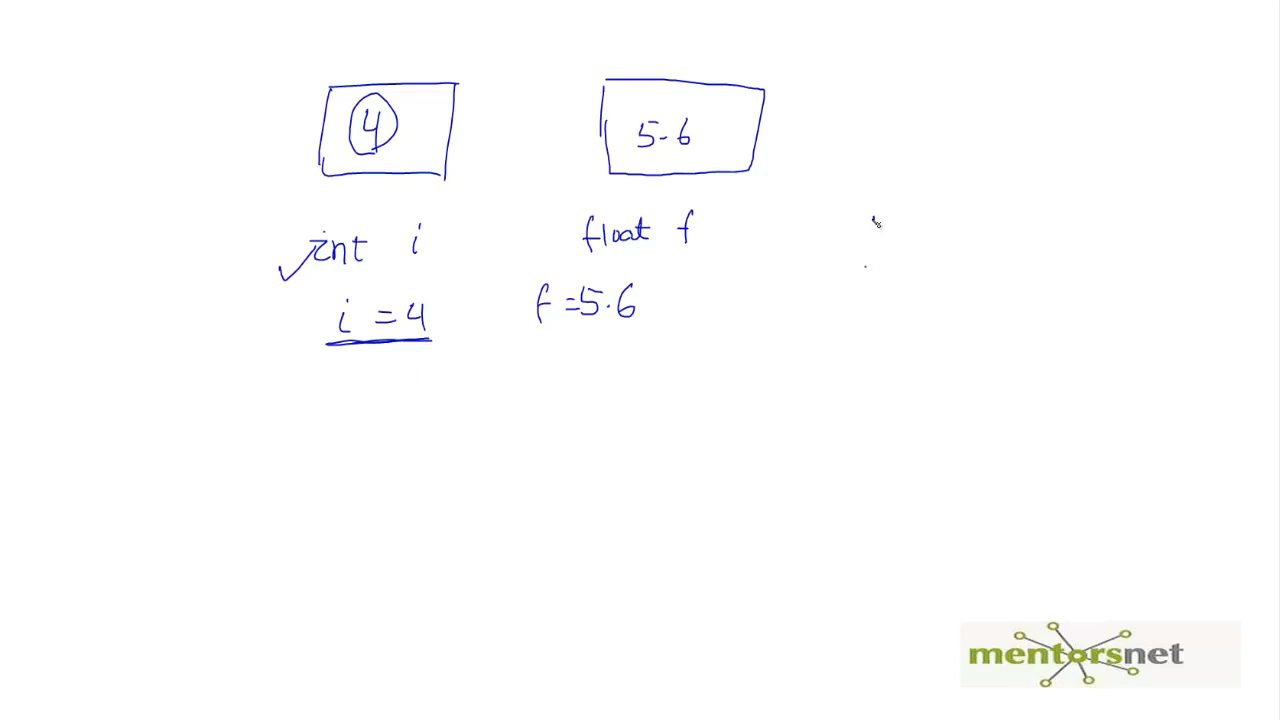 4
5.6
int i
float f
i = 4
f = 5.6
mentorsnet